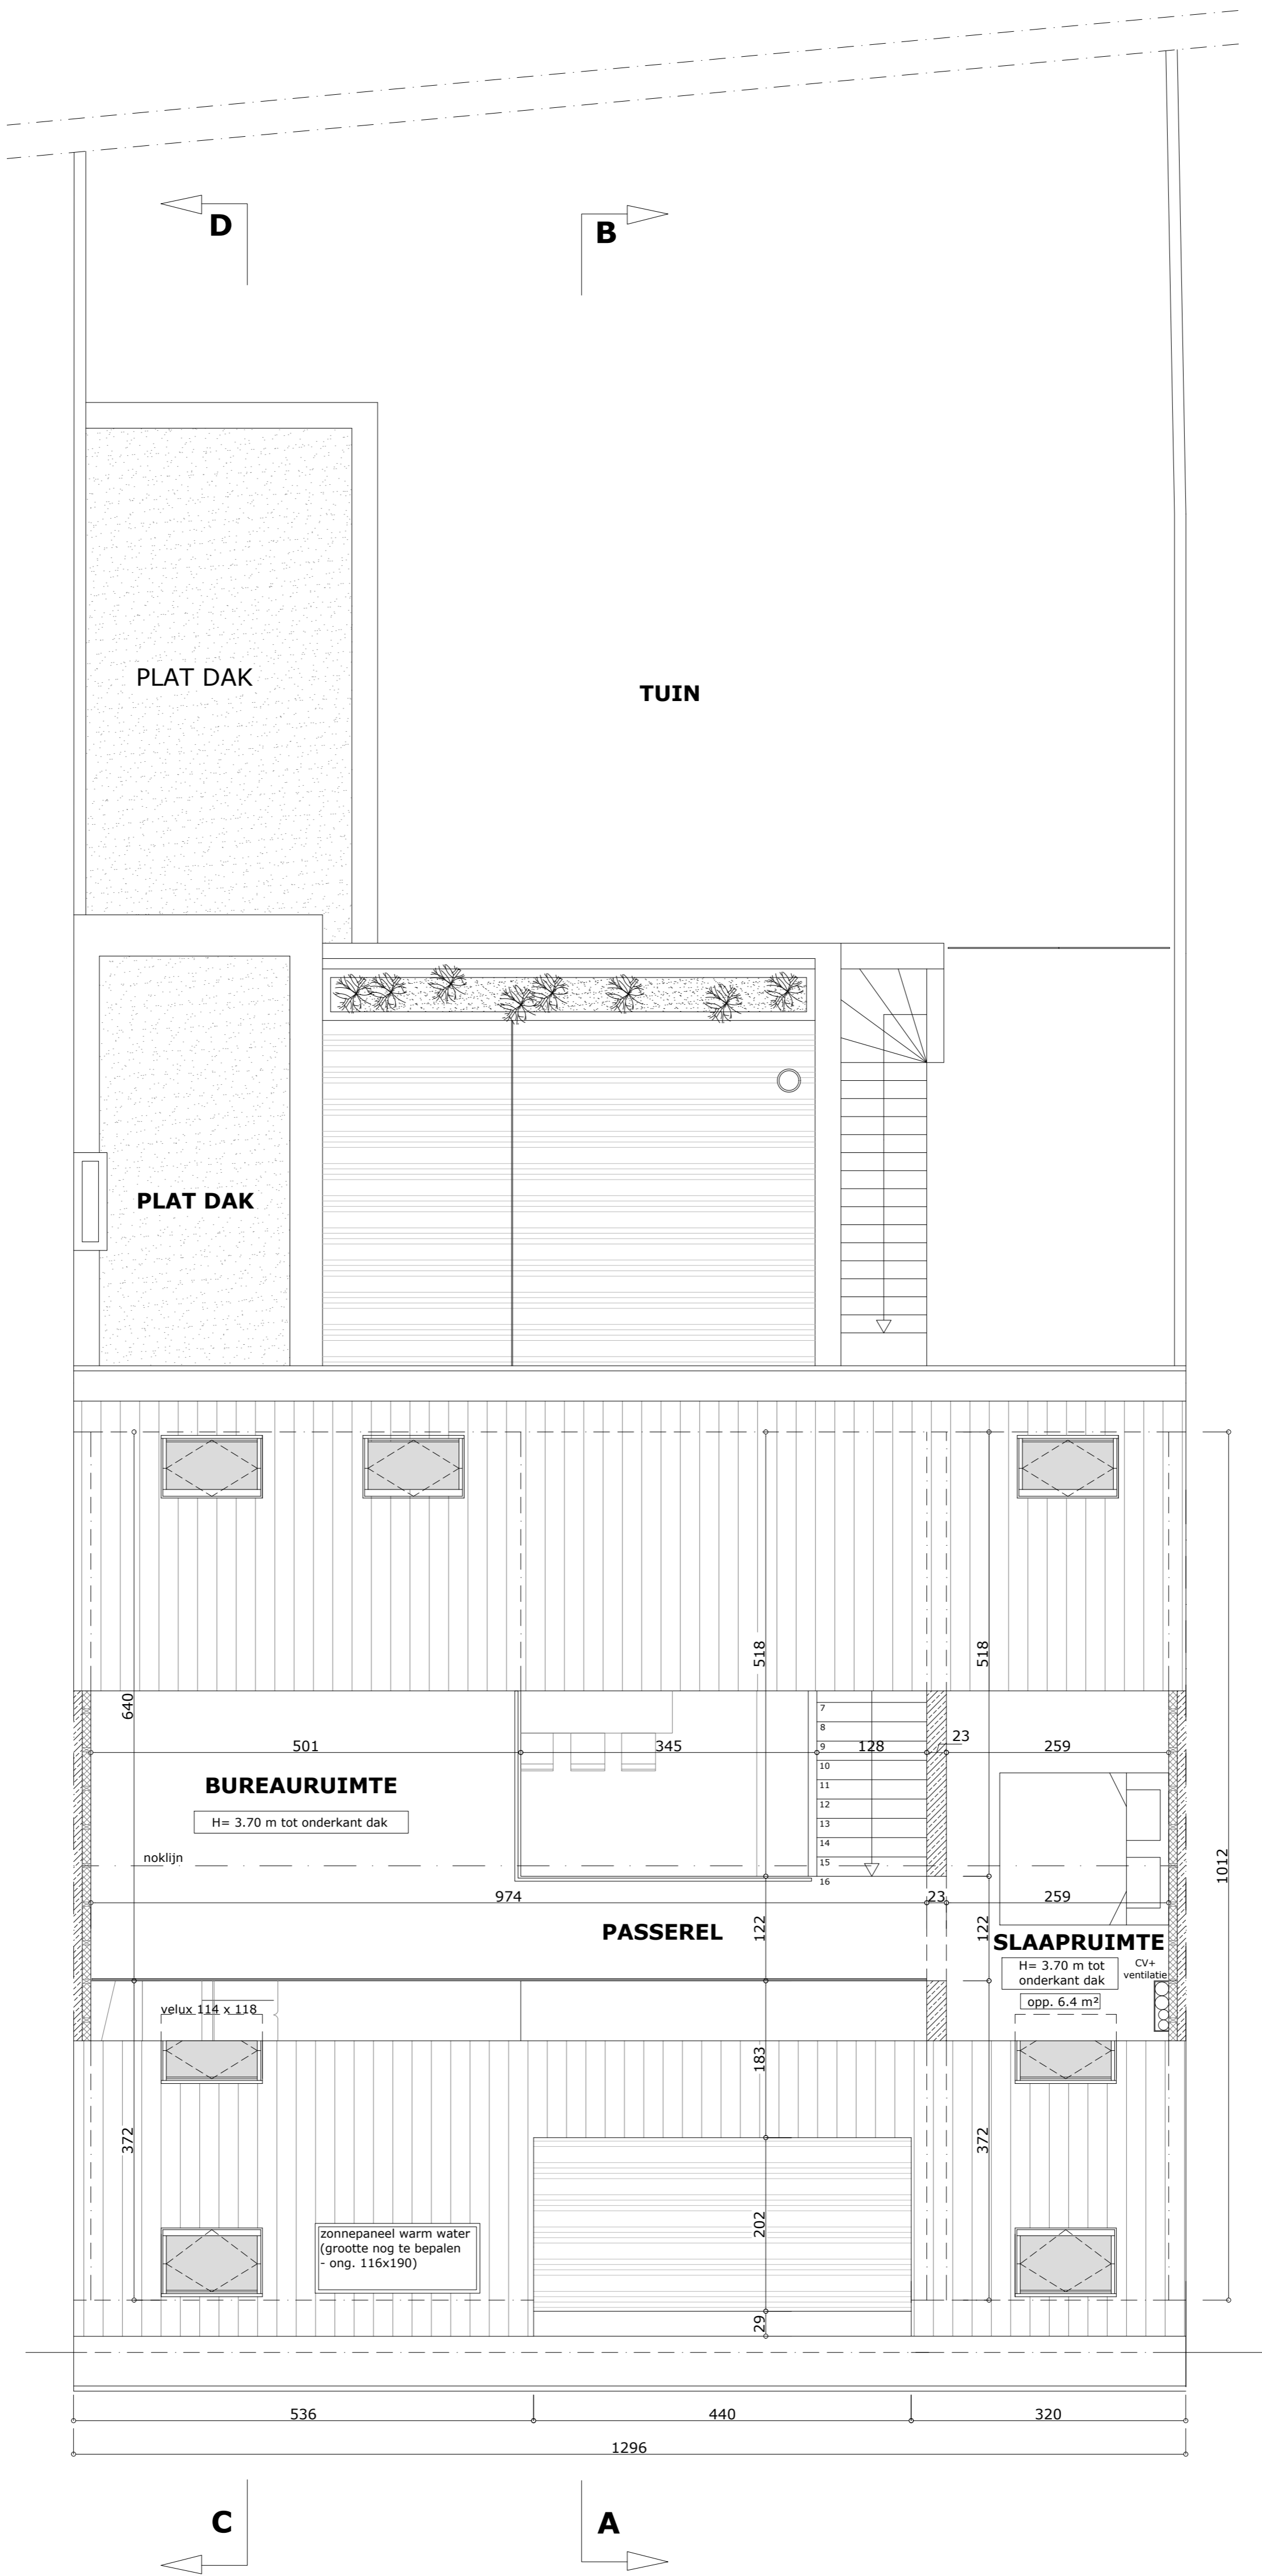 D
B
PLAT DAK
TUIN
PLAT DAK
518
518
640
7
8
9
10
11
12
13
14
15
16
501
345
128
23
259
BUREAURUIMTE
H= 3.70 m tot onderkant dak
noklijn
1012
974
23
259
PASSEREL
122
122
SLAAPRUIMTE
H= 3.70 m tot
onderkant dak
CV+
ventilatie
opp. 6.4 m²
velux 114 x 118
183
372
372
202
zonnepaneel warm water
(grootte nog te bepalen
- ong. 116x190)
29
536
440
320
1296
C
A